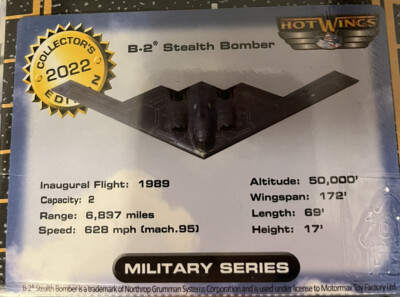 COLLECTOR'S
2022
EDI
HOT WINGS
B-2® Stealth Bomber
Inaugural Flight: 1989
Capacity: 2
Range: 6,837 miles
Speed: 628 mph (mach.95)
Altitude: 50,000'
Wingspan: 172'
Length: 69'
Height: 17'
MILITARY SERIES
B-2® Stealth Bomber is a trademark of Northrop Grumman Systems Corporation and is used under license to Motormax Toy Factory Ltd.